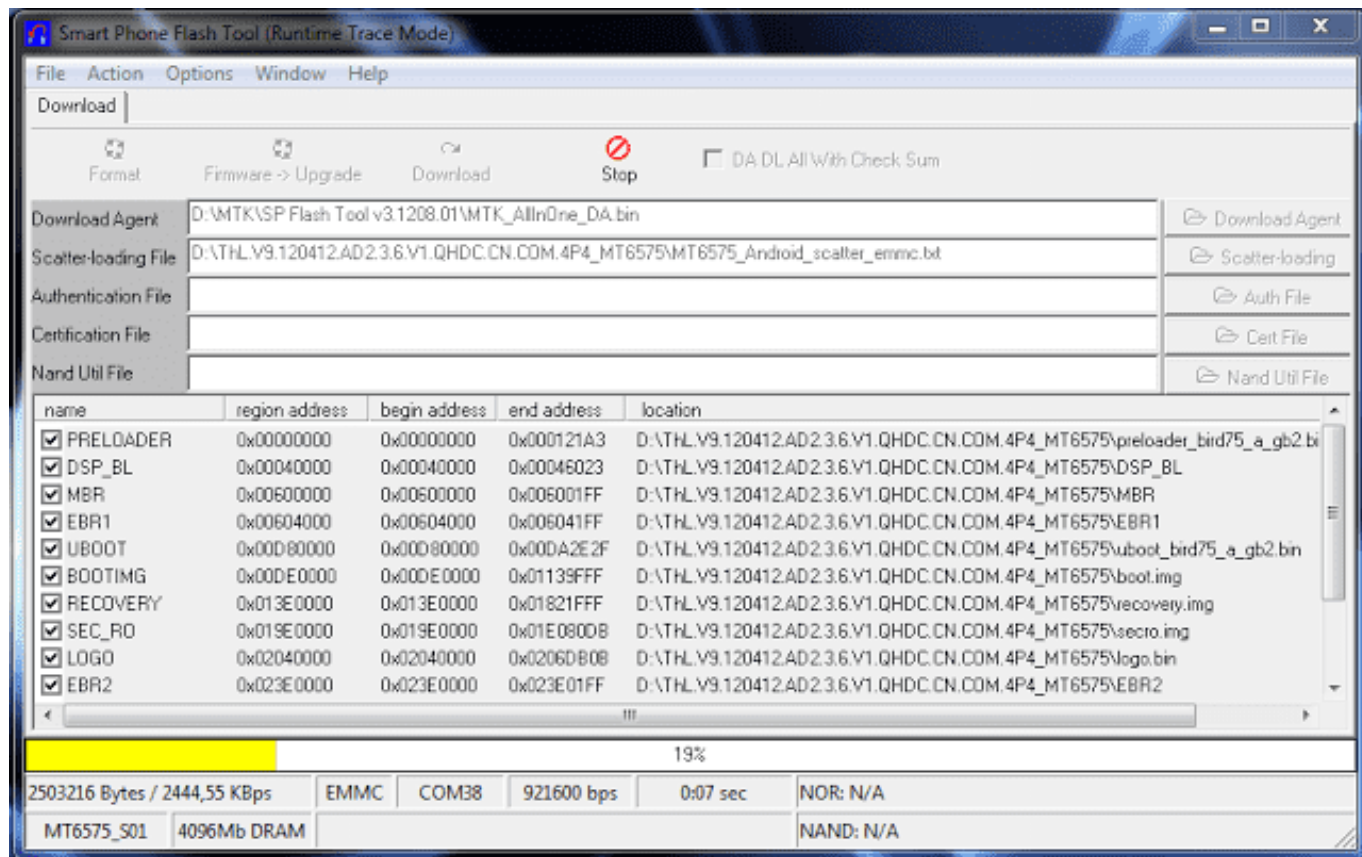 Smart Phone Flash Tool (Runtime Trace Mode)
File Action Options Window Help
Download
Format Firmware -> Upgrade Download Stop DA DL All With Check Sum
Download Agent D:\MTK\SP Flash Tool v3.1208.01\MTK_AllInOne_DA.bin Download Agent
Scatter-loading File D:\ThL.V9.120412.AD2.3.6.V1.QHDC.CN.COM.4P4_MT6575\MT6575_Android_scatter_emmc.txt Scatter-loading
Authentication File Auth File
Certification File Cert File
Nand Util File Nand Util File
name region address begin address end address location
PRELOADER 0x00000000 0x00000000 0x000121A3 D:\ThL.V9.120412.AD2.3.6.V1.QHDC.CN.COM.4P4_MT6575\preloader_bird75_a_gb2.bi
DSP_BL 0x00040000 0x00040000 0x00046023 D:\ThL.V9.120412.AD2.3.6.V1.QHDC.CN.COM.4P4_MT6575\DSP_BL
MBR 0x00600000 0x00600000 0x006001FF D:\ThL.V9.120412.AD2.3.6.V1.QHDC.CN.COM.4P4_MT6575\MBR
EBR1 0x00604000 0x00604000 0x006041FF D:\ThL.V9.120412.AD2.3.6.V1.QHDC.CN.COM.4P4_MT6575\EBR1
UBOOT 0x00D80000 0x00D80000 0x00DA2E2F D:\ThL.V9.120412.AD2.3.6.V1.QHDC.CN.COM.4P4_MT6575\uboot_bird75_a_gb2.bin
BOOTIMG 0x00DE0000 0x00DE0000 0x01139FFF D:\ThL.V9.120412.AD2.3.6.V1.QHDC.CN.COM.4P4_MT6575\boot.img
RECOVERY 0x013E0000 0x013E0000 0x01821FFF D:\ThL.V9.120412.AD2.3.6.V1.QHDC.CN.COM.4P4_MT6575\recovery.img
SEC_RO 0x019E0000 0x019E0000 0x01E080DB D:\ThL.V9.120412.AD2.3.6.V1.QHDC.CN.COM.4P4_MT6575\secro.img
LOGO 0x02040000 0x02040000 0x0206DB0B D:\ThL.V9.120412.AD2.3.6.V1.QHDC.CN.COM.4P4_MT6575\logo.bin
EBR2 0x023E0000 0x023E0000 0x023E01FF D:\ThL.V9.120412.AD2.3.6.V1.QHDC.CN.COM.4P4_MT6575\EBR2
19%
2503216 Bytes / 2444,55 KBps EMMC COM38 921600 bps 0:07 sec NOR: N/A
MT6575_S01 4096Mb DRAM NAND: N/A